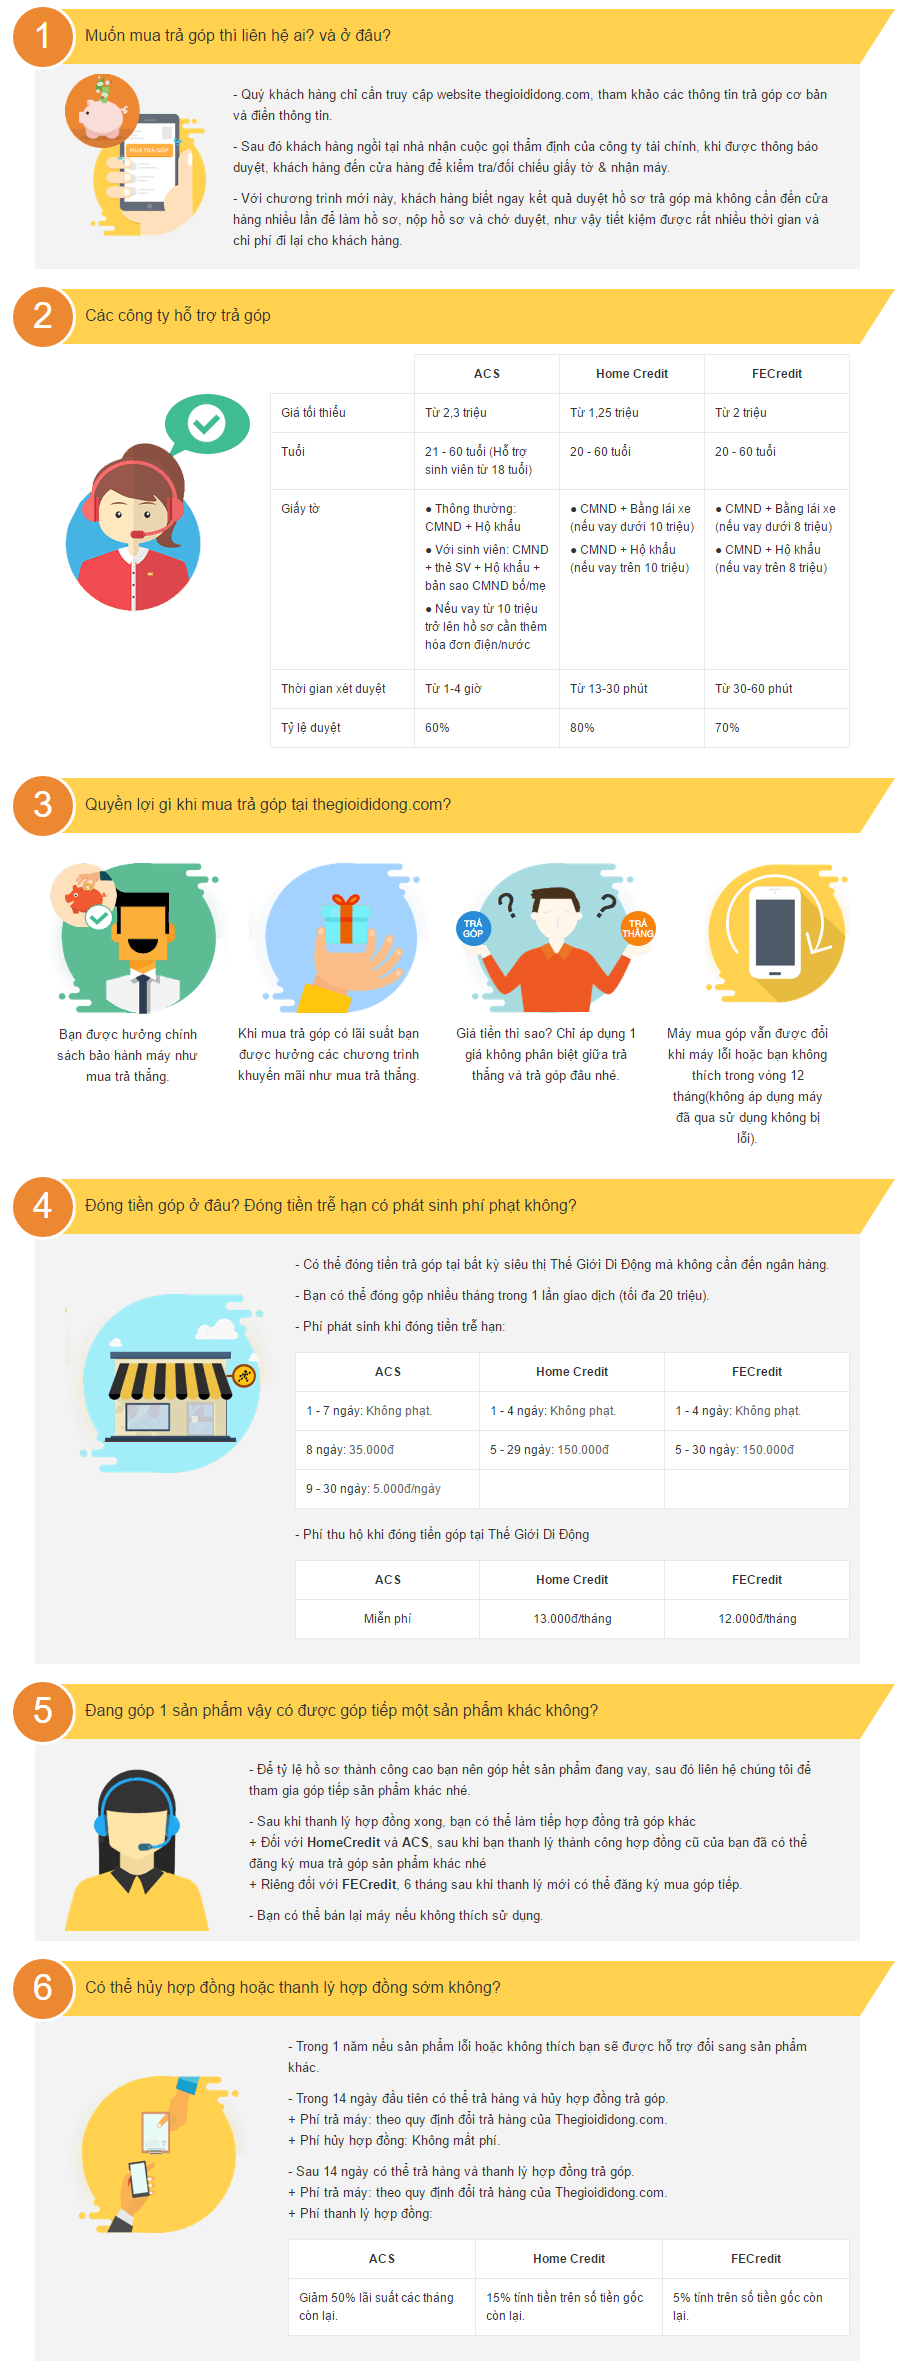 1
Muốn mua trả góp thì liên hệ ai? và ở đâu?
MUA TRẢ GÓP
- Quý khách hàng chỉ cần truy cập website thegioididong.com, tham khảo các thông tin trả góp cơ bản
và điền thông tin.
- Sau đó khách hàng ngồi tại nhà nhận cuộc gọi thẩm định của công ty tài chính, khi được thông báo
duyệt, khách hàng đến cửa hàng để kiểm tra/đối chiếu giấy tờ & nhận máy.
- Với chương trình mới này, khách hàng biết ngay kết quả duyệt hồ sơ trả góp mà không cần đến cửa
hàng nhiều lần để làm hồ sơ, nộp hồ sơ và chờ duyệt, như vậy tiết kiệm được rất nhiều thời gian và
chi phí đi lại cho khách hàng.
2
Các công ty hỗ trợ trả góp
ACS Home Credit FECredit
Giá tối thiểu Từ 2,3 triệu Từ 1,25 triệu Từ 2 triệu
Tuổi 21 - 60 tuổi (Hỗ trợ 20 - 60 tuổi 20 - 60 tuổi
sinh viên từ 18 tuổi)
Giấy tờ ● Thông thường: ● CMND + Bằng lái xe ● CMND + Bằng lái xe
CMND + Hộ khẩu (nếu vay dưới 10 triệu) (nếu vay dưới 8 triệu)
● Với sinh viên: CMND ● CMND + Hộ khẩu ● CMND + Hộ khẩu
+ thẻ SV + Hộ khẩu + (nếu vay trên 10 triệu) (nếu vay trên 8 triệu)
bản sao CMND bố/mẹ
● Nếu vay từ 10 triệu
trở lên hồ sơ cần thêm
hóa đơn điện/nước
Thời gian xét duyệt Từ 1-4 giờ Từ 13-30 phút Từ 30-60 phút
Tỷ lệ duyệt 60% 80% 70%
3
Quyền lợi gì khi mua trả góp tại thegioididong.com?
Bạn được hưởng chính
sách bảo hành máy như
mua trả thẳng.
Khi mua trả góp có lãi suất bạn
được hưởng các chương trình
khuyến mãi như mua trả thẳng.
TRẢ
GÓP
? ?
TRẢ
THẲNG
Giá tiền thì sao? Chỉ áp dụng 1
giá không phân biệt giữa trả
thẳng và trả góp đâu nhé.
Máy mua góp vẫn được đổi
khi máy lỗi hoặc bạn không
thích trong vòng 12
tháng(không áp dụng máy
đã qua sử dụng không bị
lỗi).
4
Đóng tiền góp ở đâu? Đóng tiền trễ hạn có phát sinh phí phạt không?
- Có thể đóng tiền trả góp tại bất kỳ siêu thị Thế Giới Di Động mà không cần đến ngân hàng.
- Bạn có thể đóng gộp nhiều tháng trong 1 lần giao dịch (tối đa 20 triệu).
- Phí phát sinh khi đóng tiền trễ hạn:
ACS Home Credit FECredit
1 - 7 ngày: Không phạt. 1 - 4 ngày: Không phạt. 1 - 4 ngày: Không phạt.
8 ngày: 35.000đ 5 - 29 ngày: 150.000đ 5 - 30 ngày: 150.000đ
9 - 30 ngày: 5.000đ/ngày
- Phí thu hộ khi đóng tiền góp tại Thế Giới Di Động
ACS Home Credit FECredit
Miễn phí 13.000đ/tháng 12.000đ/tháng
5
Đang góp 1 sản phẩm vậy có được góp tiếp một sản phẩm khác không?
- Để tỷ lệ hồ sơ thành công cao bạn nên góp hết sản phẩm đang vay, sau đó liên hệ chúng tôi để
tham gia góp tiếp sản phẩm khác nhé.
- Sau khi thanh lý hợp đồng xong, bạn có thể làm tiếp hợp đồng trả góp khác
+ Đối với HomeCredit và ACS, sau khi bạn thanh lý thành công hợp đồng cũ của bạn đã có thể
đăng ký mua trả góp sản phẩm khác nhé
+ Riêng đối với FECredit, 6 tháng sau khi thanh lý mới có thể đăng ký mua góp tiếp.
- Bạn có thể bán lại máy nếu không thích sử dụng.
6
Có thể hủy hợp đồng hoặc thanh lý hợp đồng sớm không?
- Trong 1 năm nếu sản phẩm lỗi hoặc không thích bạn sẽ được hỗ trợ đổi sang sản phẩm
khác.
- Trong 14 ngày đầu tiên có thể trả hàng và hủy hợp đồng trả góp.
+ Phí trả máy: theo quy định đổi trả hàng của Thegioididong.com.
+ Phí hủy hợp đồng: Không mất phí.
- Sau 14 ngày có thể trả hàng và thanh lý hợp đồng trả góp.
+ Phí trả máy: theo quy định đổi trả hàng của Thegioididong.com.
+ Phí thanh lý hợp đồng:
ACS Home Credit FECredit
Giảm 50% lãi suất các tháng 15% tính tiền trên số tiền gốc 5% tính trên số tiền gốc còn
còn lại. còn lại. lại.